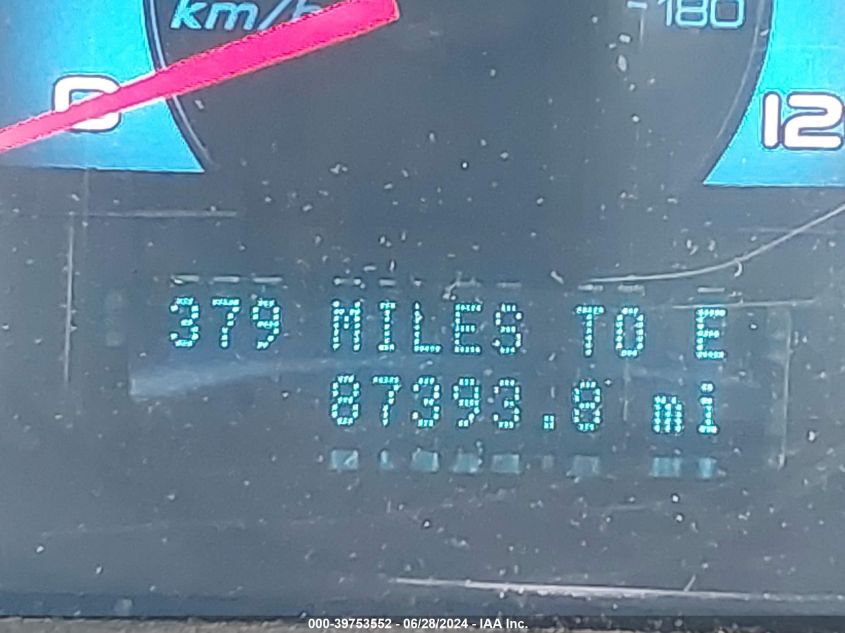 km/h -180
0 12
379 MILES TO E
87393.8 mi
000-39753552 - 06/28/2024 - IAA Inc.